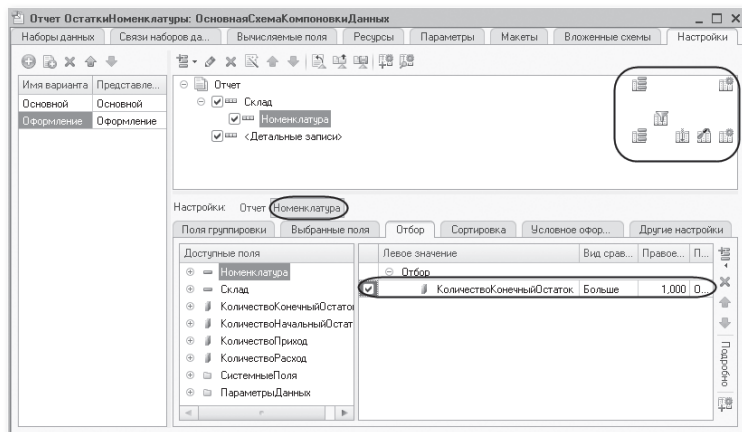 Отчет ОстаткиНоменклатуры: ОсновнаяСхемаКомпоновкиДанных
Наборы данных Связи наборов да... Вычисляемые поля Ресурсы Параметры Макеты Вложенные схемы Настройки
Имя варианта Представле...
Основной Основной
Оформление Оформление
Отчет
Склад
Номенклатура
<Детальные записи>
Настройки: Отчет Номенклатура
Поля группировки Выбранные поля Отбор Сортировка Условное офор... Другие настройки
Доступные поля
Номенклатура
Склад
КоличествоКонечныйОстаток
КоличествоНачальныйОстат
КоличествоПриход
КоличествоРасход
СистемныеПоля
ПараметрыДанных
Левое значение Вид срав... Правое... П...
Отбор
КоличествоКонечныйОстаток Больше 1,000 О...
Подробно